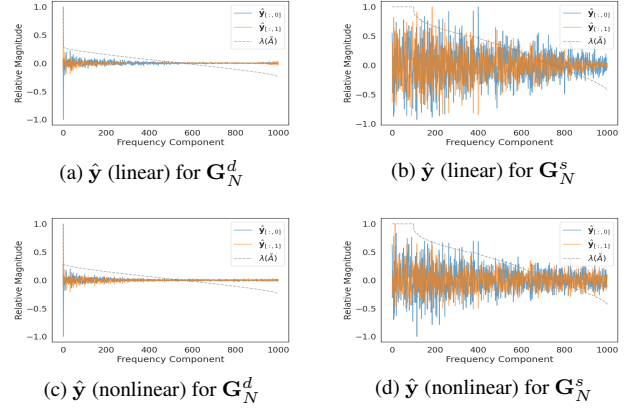 1.0
0.5
0.0
−0.5
−1.0
0
200
400
600
800
1000
Relative Magnitude
Frequency Component
ŷ[:,0]
ŷ[:,1]
λ(Ã)
(a) ŷ (linear) for G_N^d
1.0
0.5
0.0
−0.5
−1.0
0
200
400
600
800
1000
Relative Magnitude
Frequency Component
ŷ[:,0]
ŷ[:,1]
λ(Ã)
(b) ŷ (linear) for G_N^s
1.0
0.5
0.0
−0.5
−1.0
0
200
400
600
800
1000
Relative Magnitude
Frequency Component
ŷ[:,0]
ŷ[:,1]
λ(Ã)
(c) ŷ (nonlinear) for G_N^d
1.0
0.5
0.0
−0.5
−1.0
0
200
400
600
800
1000
Relative Magnitude
Frequency Component
ŷ[:,0]
ŷ[:,1]
λ(Ã)
(d) ŷ (nonlinear) for G_N^s